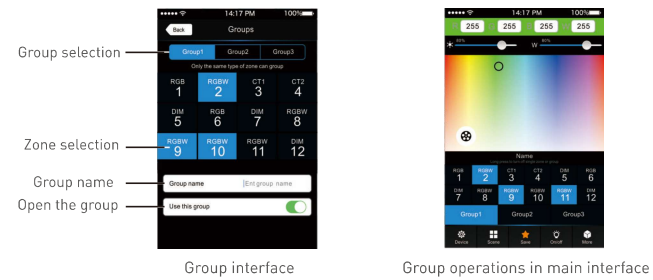 14:17 PM 100%
Back Groups
Group selection
Group1 Group2 Group3
Only the same type of zone can group
RGB 1 RGBW 2 CT1 3 CT2 4
DIM 5 RGB 6 DIM 7 RGBW 8
Zone selection
RGBW 9 RGBW 10 RGBW 11 DIM 12
Group name
Group name Ent group name
Open the group
Use this group
Group interface
14:17 PM 100%
255 255 255 255
W
Name
RGB 1 RGBW 2 CT1 3 CT2 4 DIM 5 RGB 6
DIM 7 RGBW 8 RGBW 9 RGBW 10 RGBW 11 DIM 12
Group1 Group2 Group3
Device Scene Save On/off More
Group operations in main interface